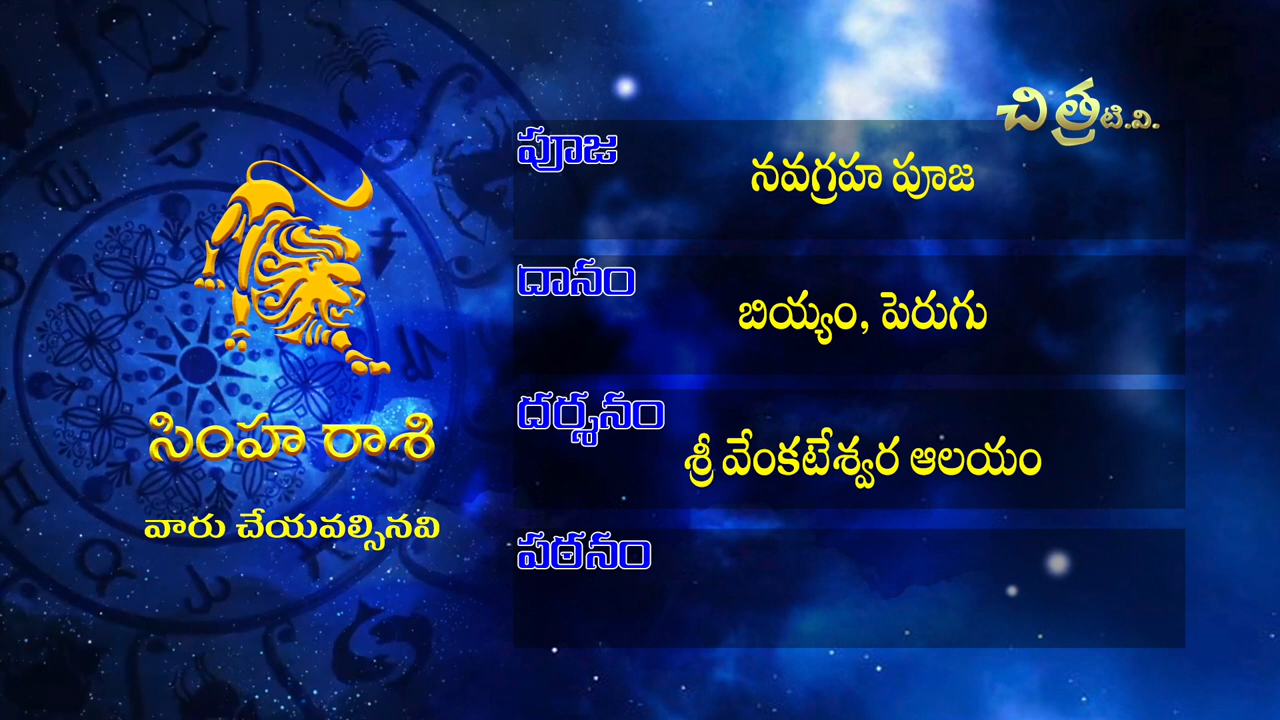 చిత్ర టి.వి.
పూజ
నవగ్రహ పూజ
దానం
బియ్యం, పెరుగు
దర్శనం
శ్రీ వేంకటేశ్వర ఆలయం
పఠనం
సింహ రాశి
వారు చేయవల్సినవి